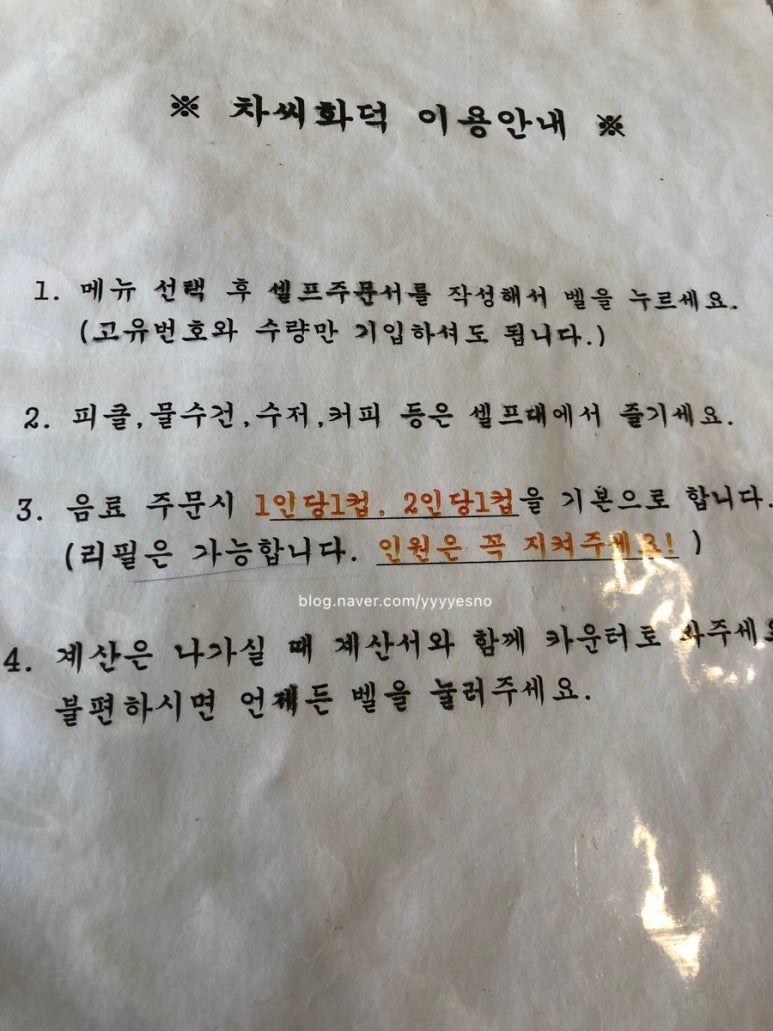 ※ 차씨화덕 이용안내 ※
1. 메뉴 선택 후 셀프주문서를 작성해서 벨을 누르세요.
(고유번호와 수량만 기입하셔도 됩니다.)
2. 피클,물수건,수저,커피 등은 셀프대에서 즐기세요.
3. 음료 주문시 1인당1컵, 2인당1컵을 기본으로 합니다.
(리필은 가능합니다. 인원은 꼭 지켜주세요!)
blog.naver.com/yyyyesno
4. 계산은 나가실 때 계산서와 함께 카운터로 와주세요
불편하시면 언제든 벨을 눌러주세요.